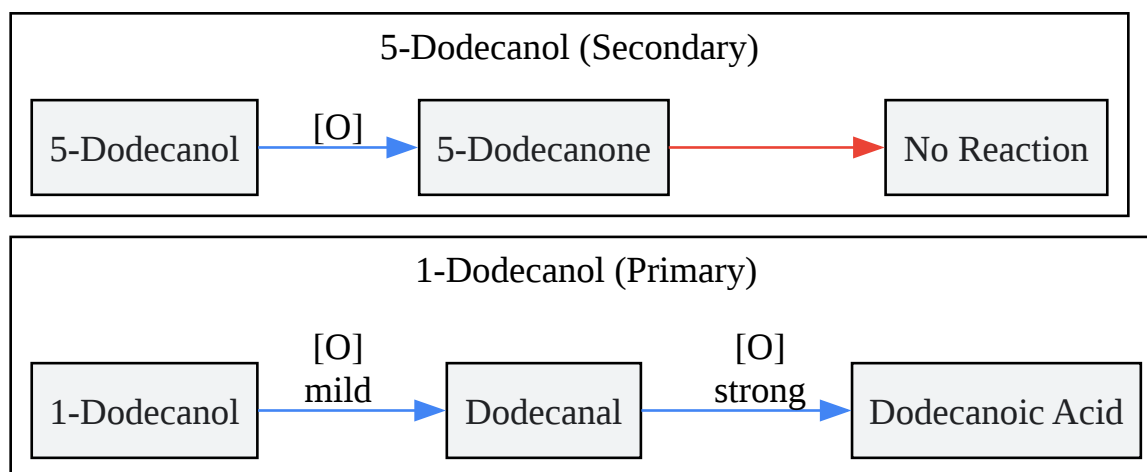 5-Dodecanol (Secondary)
[O]
5-Dodecanol
5-Dodecanone
No Reaction
1-Dodecanol (Primary)
[O]
mild
[O]
strong
1-Dodecanol
Dodecanal
Dodecanoic Acid